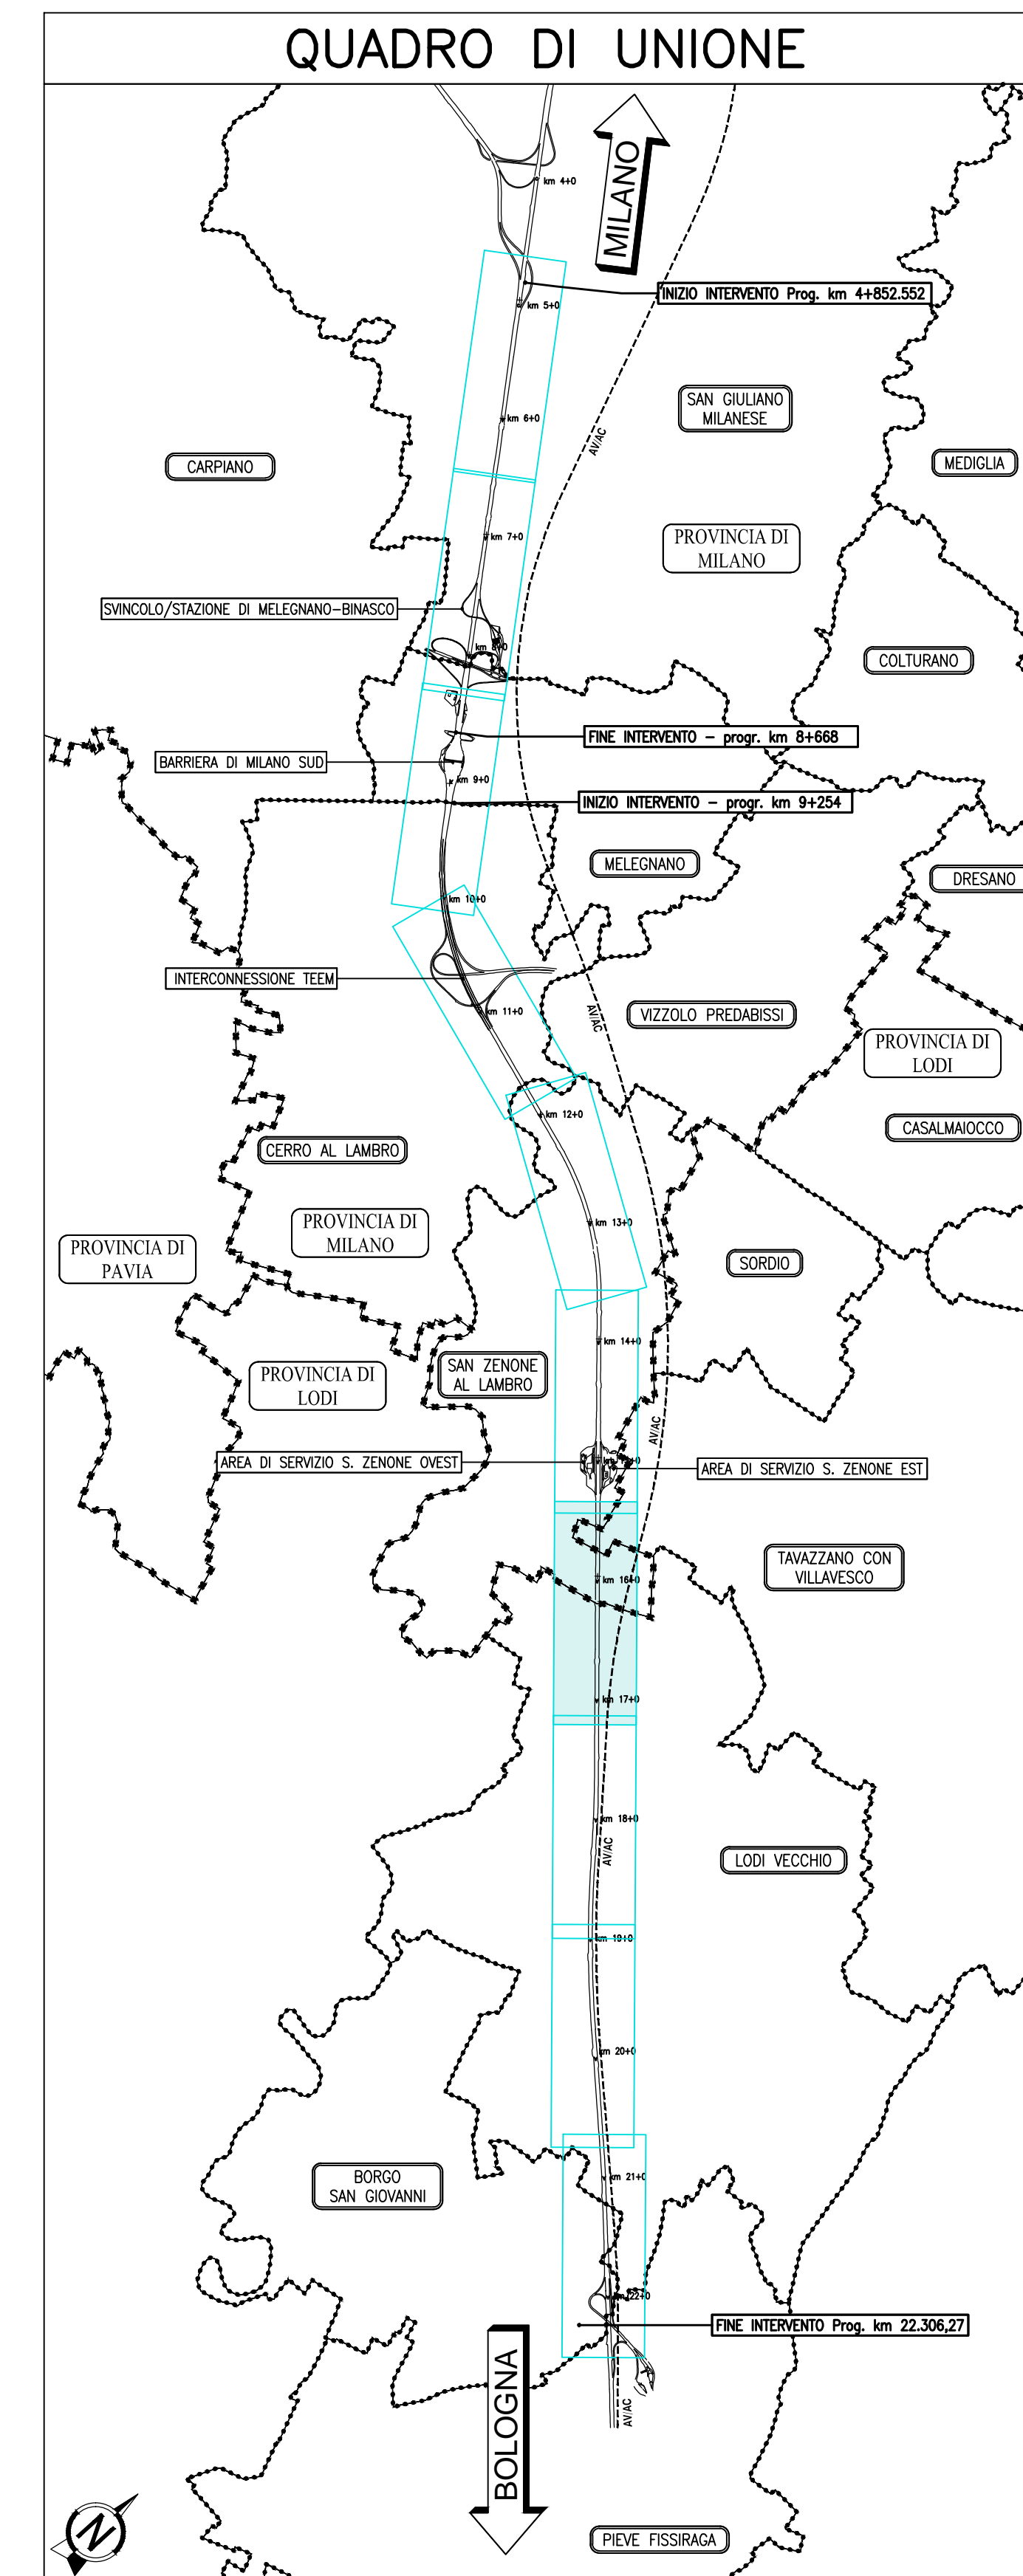 QUADRO DI UNIONE
MILANO
km 4+0
INIZIO INTERVENTO Prog. km 4+852.552
km 5+0
SAN GIULIANO
MILANESE
km 6+0
AV/AC
CARPIANO
MEDIGLIA
km 7+0
PROVINCIA DI
MILANO
SVINCOLO/STAZIONE DI MELEGNANO-BINASCO
km 8+0
COLTURANO
FINE INTERVENTO - progr. km 8+668
BARRIERA DI MILANO SUD
km 9+0
INIZIO INTERVENTO - progr. km 9+254
MELEGNANO
DRESANO
km 10+0
INTERCONNESSIONE TEEM
km 11+0
AV/AC
VIZZOLO PREDABISSI
PROVINCIA DI
LODI
km 12+0
CASALMAIOCCO
CERRO AL LAMBRO
PROVINCIA DI
MILANO
km 13+0
PROVINCIA DI
PAVIA
SORDIO
km 14+0
SAN ZENONE
AL LAMBRO
PROVINCIA DI
LODI
AV/AC
AREA DI SERVIZIO S. ZENONE OVEST
AREA DI SERVIZIO S. ZENONE EST
TAVAZZANO CON
VILLAVESCO
km 16+0
km 17+0
km 18+0
AV/AC
LODI VECCHIO
km 19+0
km 20+0
km 21+0
BORGO
SAN GIOVANNI
km 22+0
FINE INTERVENTO Prog. km 22.306,27
AV/AC
BOLOGNA
N
PIEVE FISSIRAGA